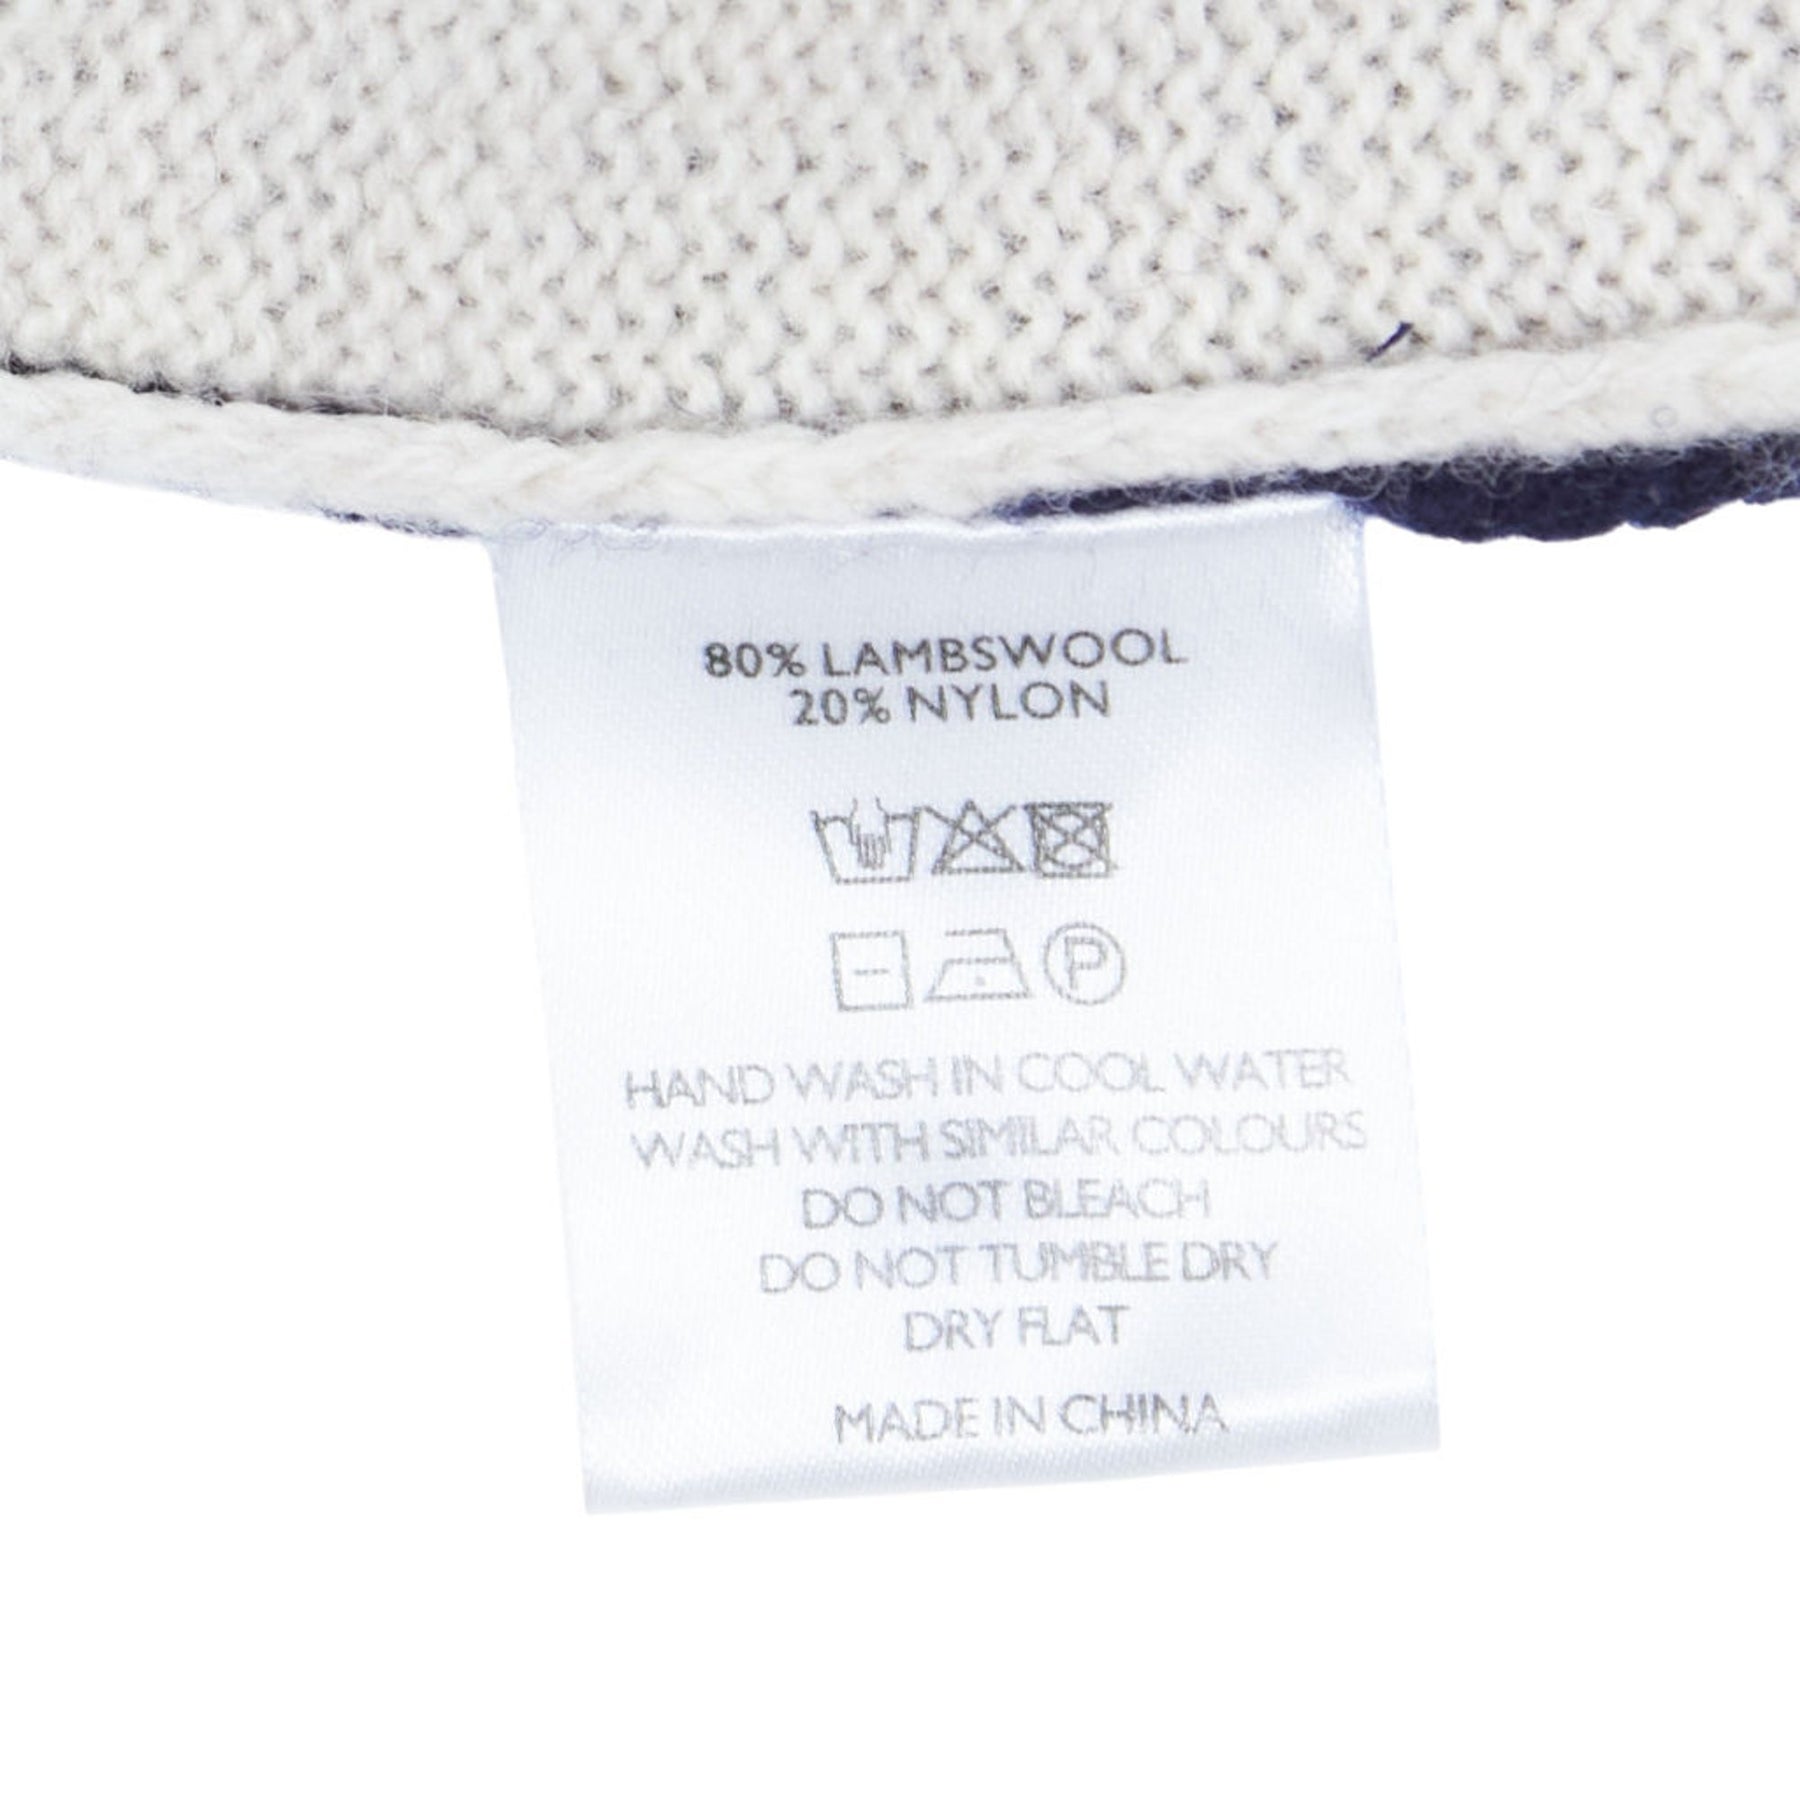 80% LAMBSWOOL
20% NYLON
P
HAND WASH IN COOL WATER
WASH WITH SIMILAR COLOURS
DO NOT BLEACH
DO NOT TUMBLE DRY
DRY FLAT
MADE IN CHINA